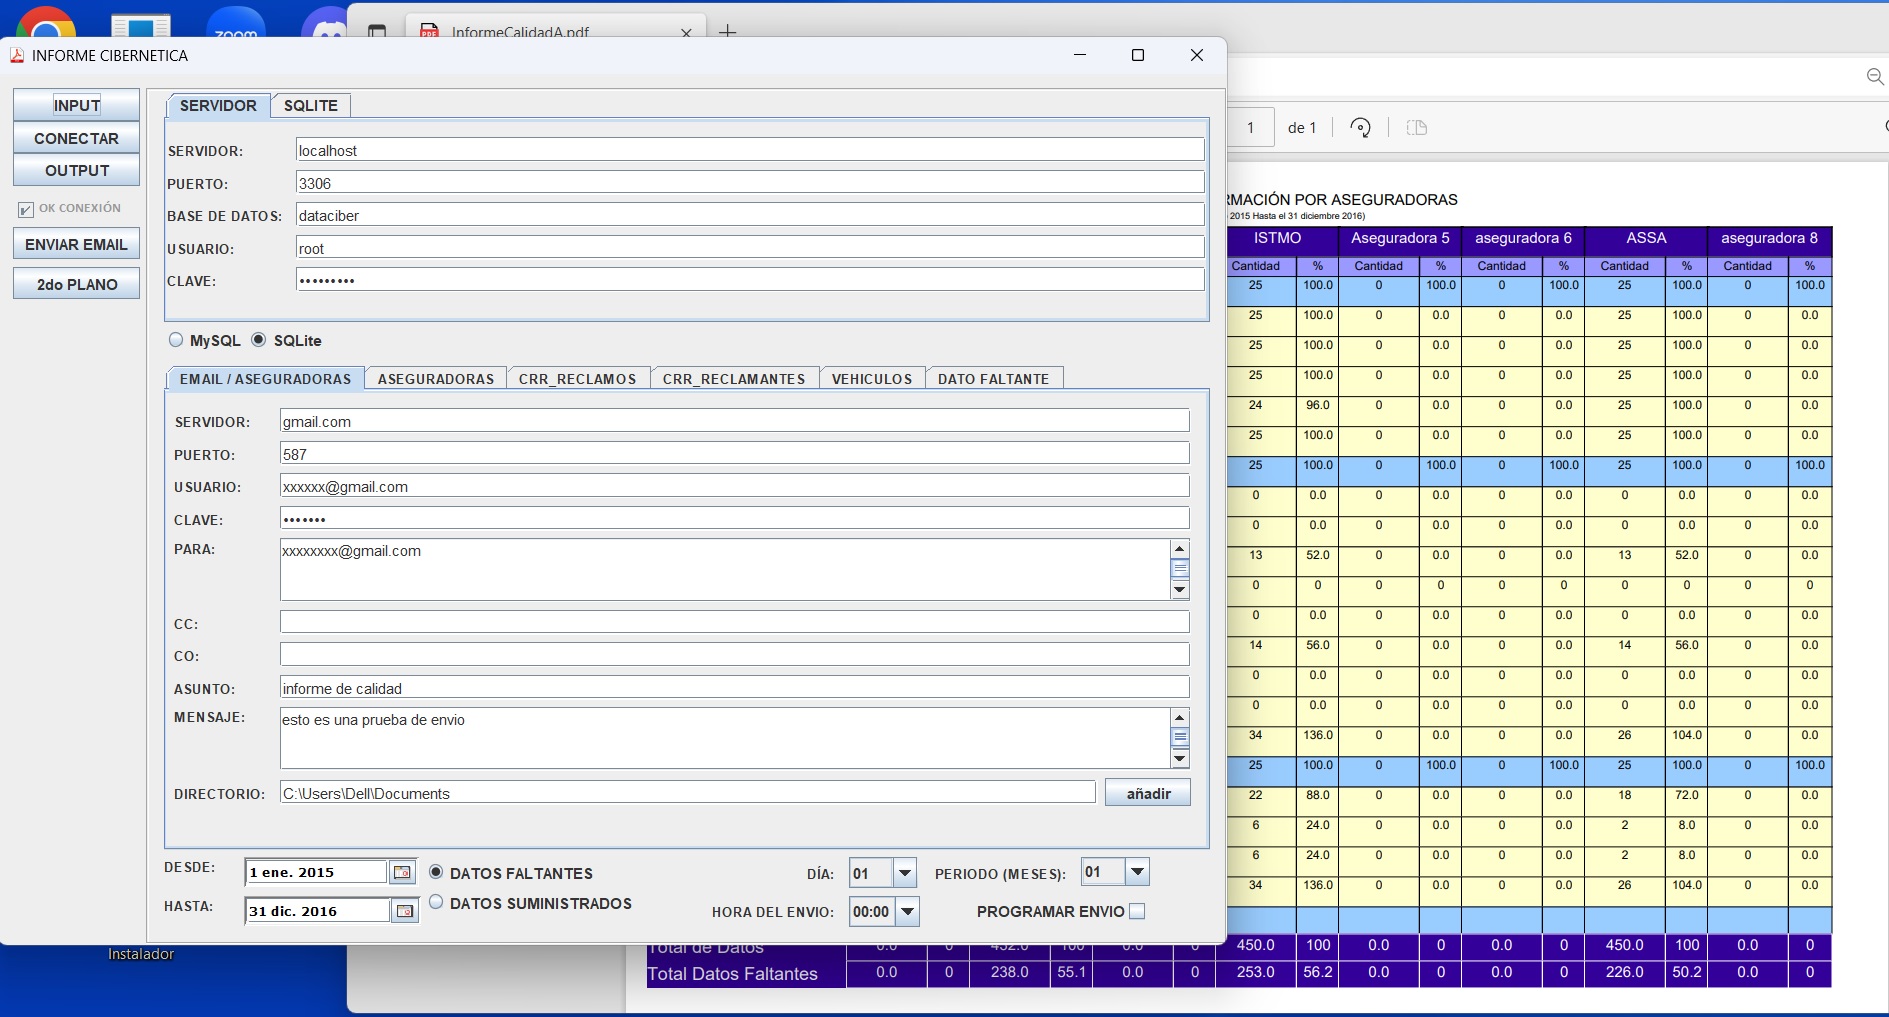 zoom
InformeCalidadA.pdf
INFORME CIBERNETICA
INPUT
CONECTAR
OUTPUT
OK CONEXIÓN
ENVIAR EMAIL
2do PLANO
SERVIDOR SQLITE
SERVIDOR: localhost
PUERTO: 3306
BASE DE DATOS: dataciber
USUARIO: root
CLAVE: •••••••••
MySQL SQLite
EMAIL / ASEGURADORAS ASEGURADORAS CRR_RECLAMOS CRR_RECLAMANTES VEHICULOS DATO FALTANTE
SERVIDOR: gmail.com
PUERTO: 587
USUARIO: xxxxxx@gmail.com
CLAVE: •••••••
PARA: xxxxxxxx@gmail.com
CC:
CO:
ASUNTO: informe de calidad
MENSAJE: esto es una prueba de envio
DIRECTORIO: C:\Users\Dell\Documents añadir
DESDE: 1 ene. 2015 DATOS FALTANTES DÍA: 01 PERIODO (MESES): 01
HASTA: 31 dic. 2016 DATOS SUMINISTRADOS HORA DEL ENVIO: 00:00 PROGRAMAR ENVIO
Instalador
1 de 1
RMACIÓN POR ASEGURADORAS
2015 Hasta el 31 diciembre 2016)
ISTMO Aseguradora 5 aseguradora 6 ASSA aseguradora 8
Cantidad % Cantidad % Cantidad % Cantidad % Cantidad %
25 100.0 0 100.0 0 100.0 25 100.0 0 100.0
25 100.0 0 0.0 0 0.0 25 100.0 0 0.0
25 100.0 0 0.0 0 0.0 25 100.0 0 0.0
25 100.0 0 0.0 0 0.0 25 100.0 0 0.0
24 96.0 0 0.0 0 0.0 25 100.0 0 0.0
25 100.0 0 0.0 0 0.0 25 100.0 0 0.0
25 100.0 0 100.0 0 100.0 25 100.0 0 100.0
0 0.0 0 0.0 0 0.0 0 0.0 0 0.0
0 0.0 0 0.0 0 0.0 0 0.0 0 0.0
13 52.0 0 0.0 0 0.0 13 52.0 0 0.0
0 0 0 0 0 0 0 0 0 0
0 0.0 0 0.0 0 0.0 0 0.0 0 0.0
14 56.0 0 0.0 0 0.0 14 56.0 0 0.0
0 0.0 0 0.0 0 0.0 0 0.0 0 0.0
0 0.0 0 0.0 0 0.0 0 0.0 0 0.0
34 136.0 0 0.0 0 0.0 26 104.0 0 0.0
25 100.0 0 100.0 0 100.0 25 100.0 0 100.0
22 88.0 0 0.0 0 0.0 18 72.0 0 0.0
6 24.0 0 0.0 0 0.0 2 8.0 0 0.0
6 24.0 0 0.0 0 0.0 2 8.0 0 0.0
34 136.0 0 0.0 0 0.0 26 104.0 0 0.0
Total de Datos 0.0 0 432.0 100 0.0 0 450.0 100 0.0 0 0.0 0 450.0 100 0.0 0
Total Datos Faltantes 0.0 0 238.0 55.1 0.0 0 253.0 56.2 0.0 0 0.0 0 226.0 50.2 0.0 0